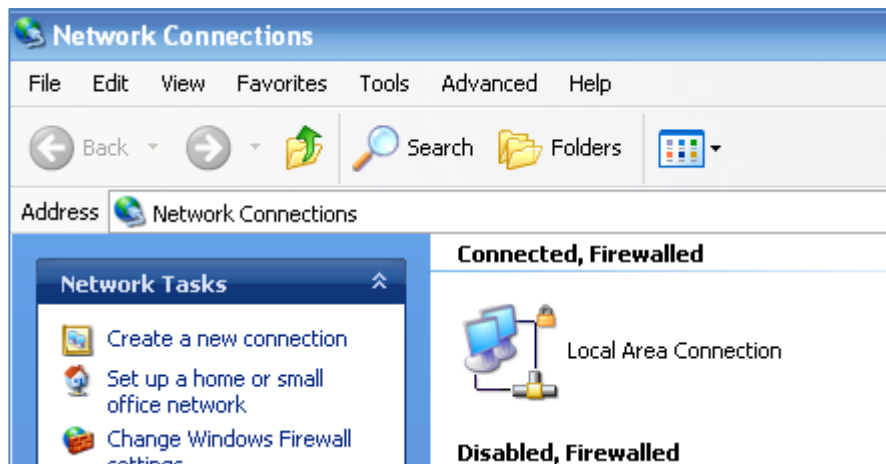 Network Connections
File Edit View Favorites Tools Advanced Help
Back Search Folders
Address Network Connections
Network Tasks
Create a new connection
Set up a home or small
office network
Change Windows Firewall
settings
Connected, Firewalled
Local Area Connection
Disabled, Firewalled